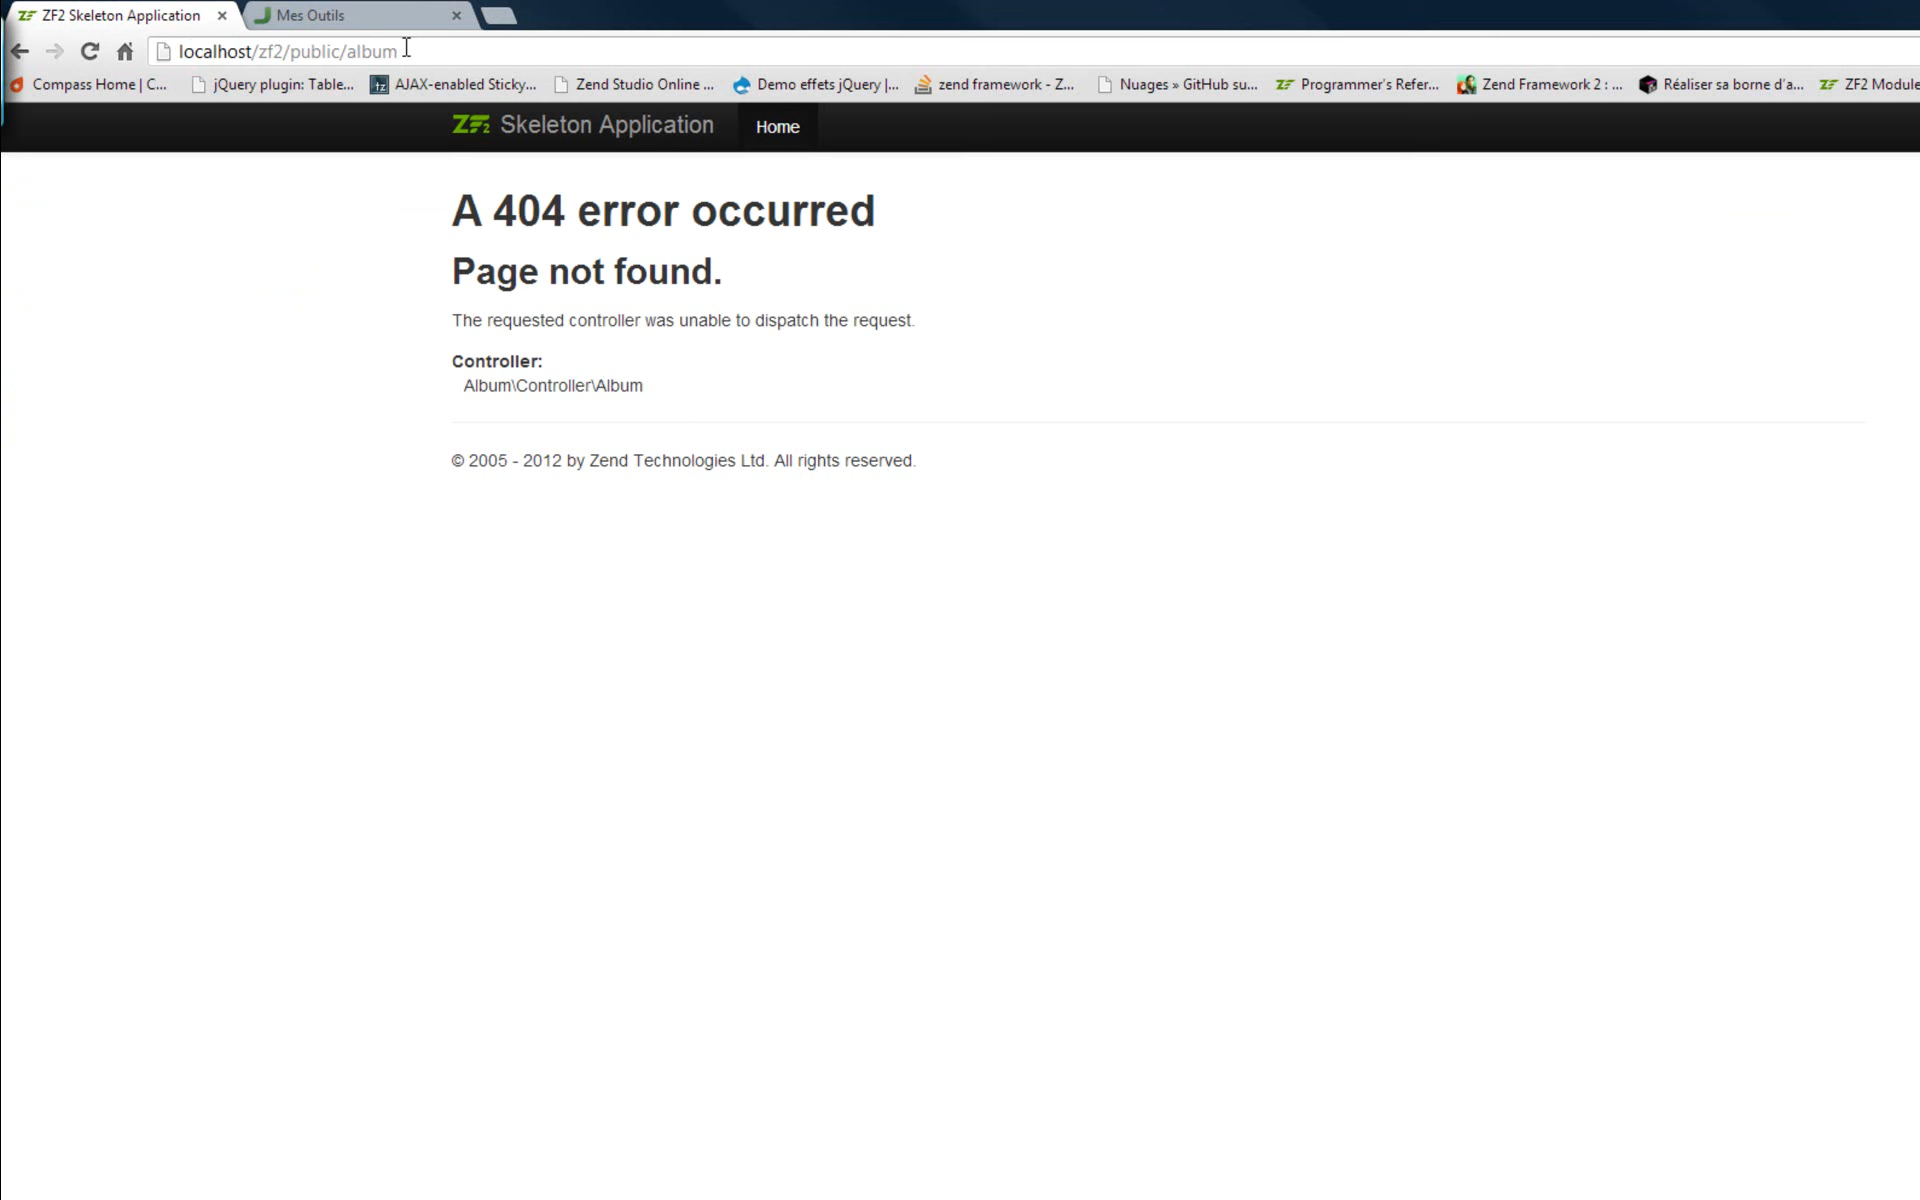 ZF2 Skeleton Application
Mes Outils
localhost/zf2/public/album
Compass Home | C...
jQuery plugin: Table...
AJAX-enabled Sticky...
Zend Studio Online ...
Demo effets jQuery |...
zend framework - Z...
Nuages » GitHub su...
Programmer's Refer...
Zend Framework 2 : ...
Réaliser sa borne d'a...
ZF2 Module
ZF2 Skeleton Application
Home
A 404 error occurred
Page not found.
The requested controller was unable to dispatch the request.
Controller:
Album\Controller\Album
© 2005 - 2012 by Zend Technologies Ltd. All rights reserved.